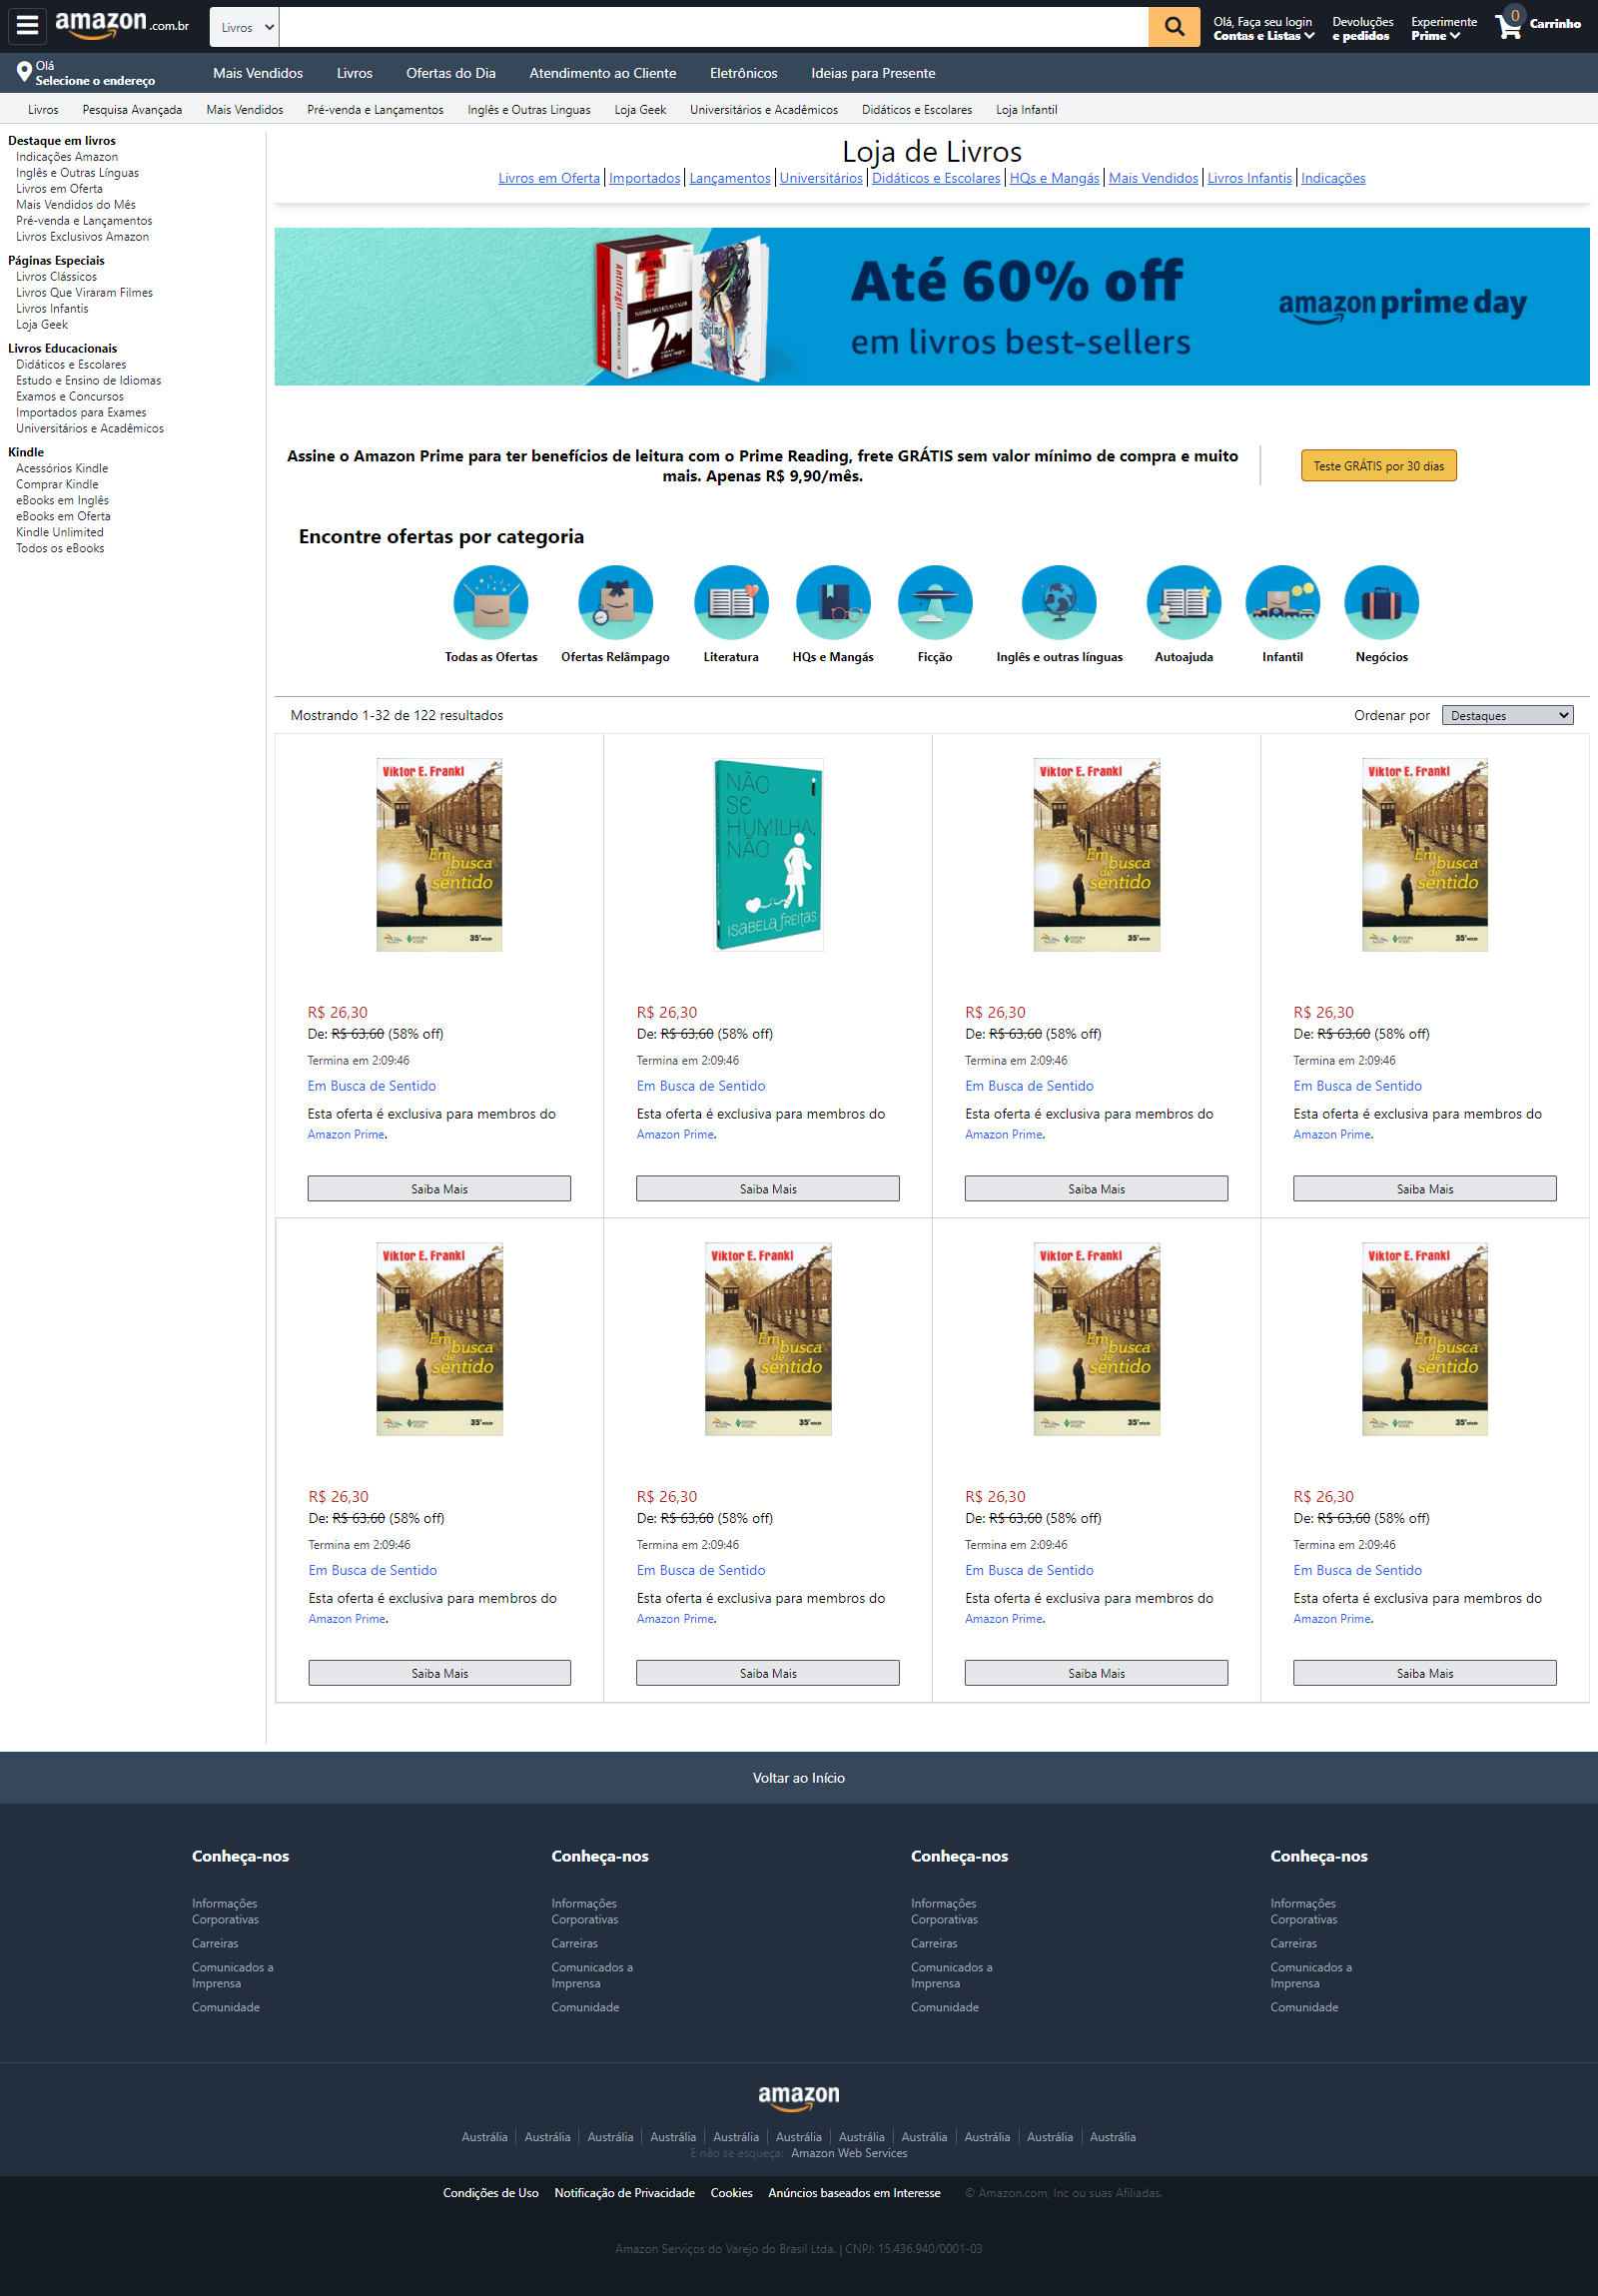 amazon.com.br
Livros
Olá, Faça seu login
Contas e Listas
Devoluções
e pedidos
Experimente
Prime
0
Carrinho
Olá
Selecione o endereço
Mais Vendidos
Livros
Ofertas do Dia
Atendimento ao Cliente
Eletrônicos
Ideias para Presente
Livros
Pesquisa Avançada
Mais Vendidos
Pré-venda e Lançamentos
Inglês e Outras Linguas
Loja Geek
Universitários e Acadêmicos
Didáticos e Escolares
Loja Infantil
Destaque em livros
Indicações Amazon
Inglês e Outras Línguas
Livros em Oferta
Mais Vendidos do Mês
Pré-venda e Lançamentos
Livros Exclusivos Amazon
Páginas Especiais
Livros Clássicos
Livros Que Viraram Filmes
Livros Infantis
Loja Geek
Livros Educacionais
Didáticos e Escolares
Estudo e Ensino de Idiomas
Examos e Concursos
Importados para Exames
Universitários e Acadêmicos
Kindle
Acessórios Kindle
Comprar Kindle
eBooks em Inglês
eBooks em Oferta
Kindle Unlimited
Todos os eBooks
Loja de Livros
Livros em Oferta
Importados
Lançamentos
Universitários
Didáticos e Escolares
HQs e Mangás
Mais Vendidos
Livros Infantis
Indicações
Antifrágil
Até 60% off
em livros best-sellers
amazon prime day
Assine o Amazon Prime para ter benefícios de leitura com o Prime Reading, frete GRÁTIS sem valor mínimo de compra e muito
mais. Apenas R$ 9,90/mês.
Teste GRÁTIS por 30 dias
Encontre ofertas por categoria
Todas as Ofertas
Ofertas Relâmpago
Literatura
HQs e Mangás
Ficção
Inglês e outras línguas
Autoajuda
Infantil
Negócios
Mostrando 1-32 de 122 resultados
Ordenar por
Destaques
Viktor E. Frankl
Em busca
de
sentido
35ª edição
R$ 26,30
De: R$ 63,60 (58% off)
Termina em 2:09:46
Em Busca de Sentido
Esta oferta é exclusiva para membros do
Amazon Prime.
Saiba Mais
NÃO
SE
HUMILHA,
NÃO
ISABELA FREITAS
R$ 26,30
De: R$ 63,60 (58% off)
Termina em 2:09:46
Em Busca de Sentido
Esta oferta é exclusiva para membros do
Amazon Prime.
Saiba Mais
Viktor E. Frankl
Em busca
de
sentido
35ª edição
R$ 26,30
De: R$ 63,60 (58% off)
Termina em 2:09:46
Em Busca de Sentido
Esta oferta é exclusiva para membros do
Amazon Prime.
Saiba Mais
Viktor E. Frankl
Em busca
de
sentido
35ª edição
R$ 26,30
De: R$ 63,60 (58% off)
Termina em 2:09:46
Em Busca de Sentido
Esta oferta é exclusiva para membros do
Amazon Prime.
Saiba Mais
Viktor E. Frankl
Em busca
de
sentido
35ª edição
R$ 26,30
De: R$ 63,60 (58% off)
Termina em 2:09:46
Em Busca de Sentido
Esta oferta é exclusiva para membros do
Amazon Prime.
Saiba Mais
Viktor E. Frankl
Em busca
de
sentido
35ª edição
R$ 26,30
De: R$ 63,60 (58% off)
Termina em 2:09:46
Em Busca de Sentido
Esta oferta é exclusiva para membros do
Amazon Prime.
Saiba Mais
Viktor E. Frankl
Em busca
de
sentido
35ª edição
R$ 26,30
De: R$ 63,60 (58% off)
Termina em 2:09:46
Em Busca de Sentido
Esta oferta é exclusiva para membros do
Amazon Prime.
Saiba Mais
Viktor E. Frankl
Em busca
de
sentido
35ª edição
R$ 26,30
De: R$ 63,60 (58% off)
Termina em 2:09:46
Em Busca de Sentido
Esta oferta é exclusiva para membros do
Amazon Prime.
Saiba Mais
Voltar ao Início
Conheça-nos
Informações
Corporativas
Carreiras
Comunicados a
Imprensa
Comunidade
Conheça-nos
Informações
Corporativas
Carreiras
Comunicados a
Imprensa
Comunidade
Conheça-nos
Informações
Corporativas
Carreiras
Comunicados a
Imprensa
Comunidade
Conheça-nos
Informações
Corporativas
Carreiras
Comunicados a
Imprensa
Comunidade
amazon
Austrália Austrália Austrália Austrália Austrália Austrália Austrália Austrália Austrália Austrália Austrália
E não se esqueça: Amazon Web Services
Condições de Uso Notificação de Privacidade Cookies Anúncios baseados em Interesse © Amazon.com, Inc ou suas Afiliadas.
Amazon Serviços do Varejo do Brasil Ltda. | CNPJ: 15.436.940/0001-03